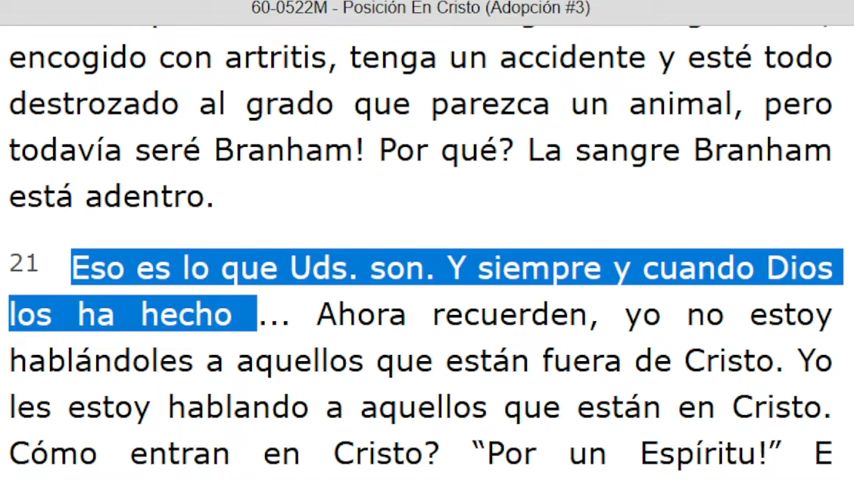 60-0522M - Posición En Cristo (Adopción #3)
encogido con artritis, tenga un accidente y esté todo
destrozado al grado que parezca un animal, pero
todavía seré Branham! Por qué? La sangre Branham
está adentro.
21 Eso es lo que Uds. son. Y siempre y cuando Dios
los ha hecho ... Ahora recuerden, yo no estoy
hablándoles a aquellos que están fuera de Cristo. Yo
les estoy hablando a aquellos que están en Cristo.
Cómo entran en Cristo? “Por un Espíritu!” E